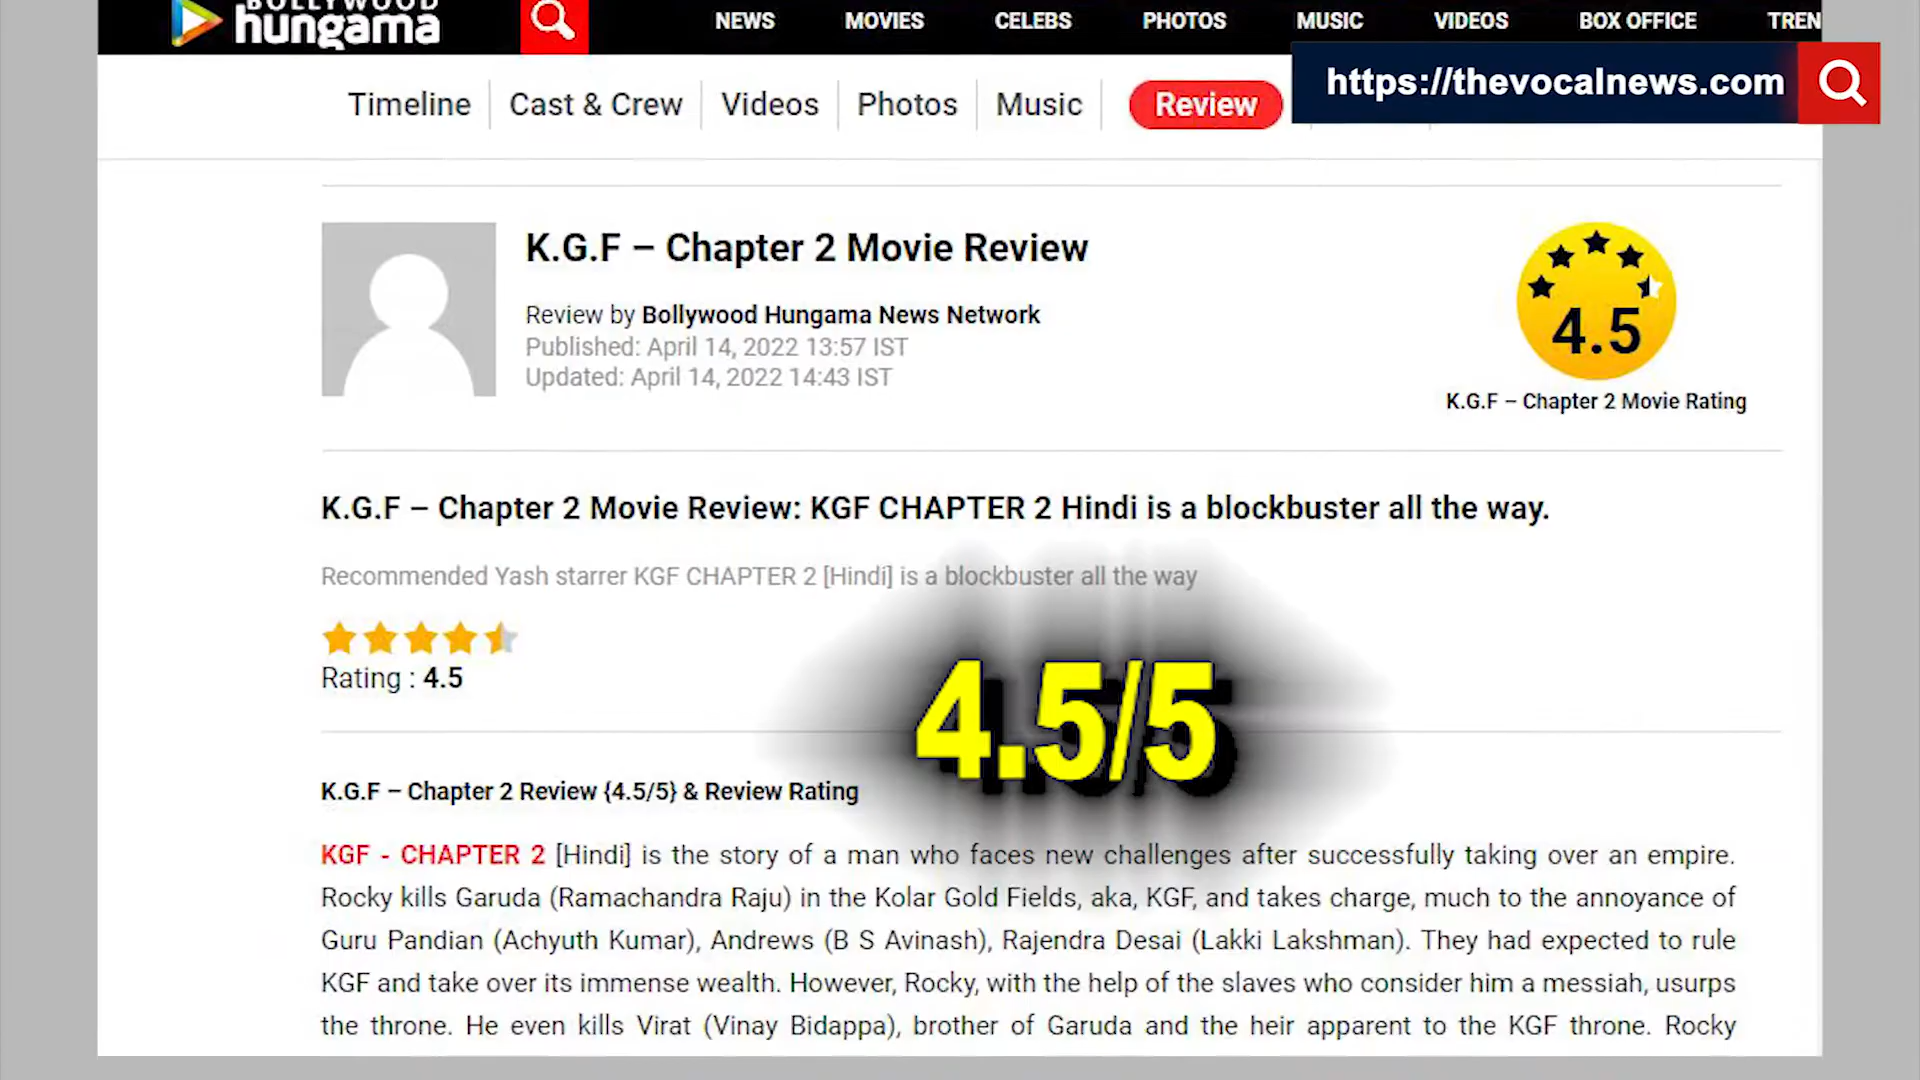 BOLLYWOOD
hungama
NEWS MOVIES CELEBS PHOTOS MUSIC VIDEOS BOX OFFICE TREN
https://thevocalnews.com
Timeline Cast & Crew Videos Photos Music Review
K.G.F – Chapter 2 Movie Review
Review by Bollywood Hungama News Network
Published: April 14, 2022 13:57 IST
Updated: April 14, 2022 14:43 IST
4.5
K.G.F – Chapter 2 Movie Rating
K.G.F – Chapter 2 Movie Review: KGF CHAPTER 2 Hindi is a blockbuster all the way.
Recommended Yash starrer KGF CHAPTER 2 [Hindi] is a blockbuster all the way
Rating : 4.5
4.5/5
K.G.F – Chapter 2 Review {4.5/5} & Review Rating
KGF - CHAPTER 2 [Hindi] is the story of a man who faces new challenges after successfully taking over an empire.
Rocky kills Garuda (Ramachandra Raju) in the Kolar Gold Fields, aka, KGF, and takes charge, much to the annoyance of
Guru Pandian (Achyuth Kumar), Andrews (B S Avinash), Rajendra Desai (Lakki Lakshman). They had expected to rule
KGF and take over its immense wealth. However, Rocky, with the help of the slaves who consider him a messiah, usurps
the throne. He even kills Virat (Vinay Bidappa), brother of Garuda and the heir apparent to the KGF throne. Rocky